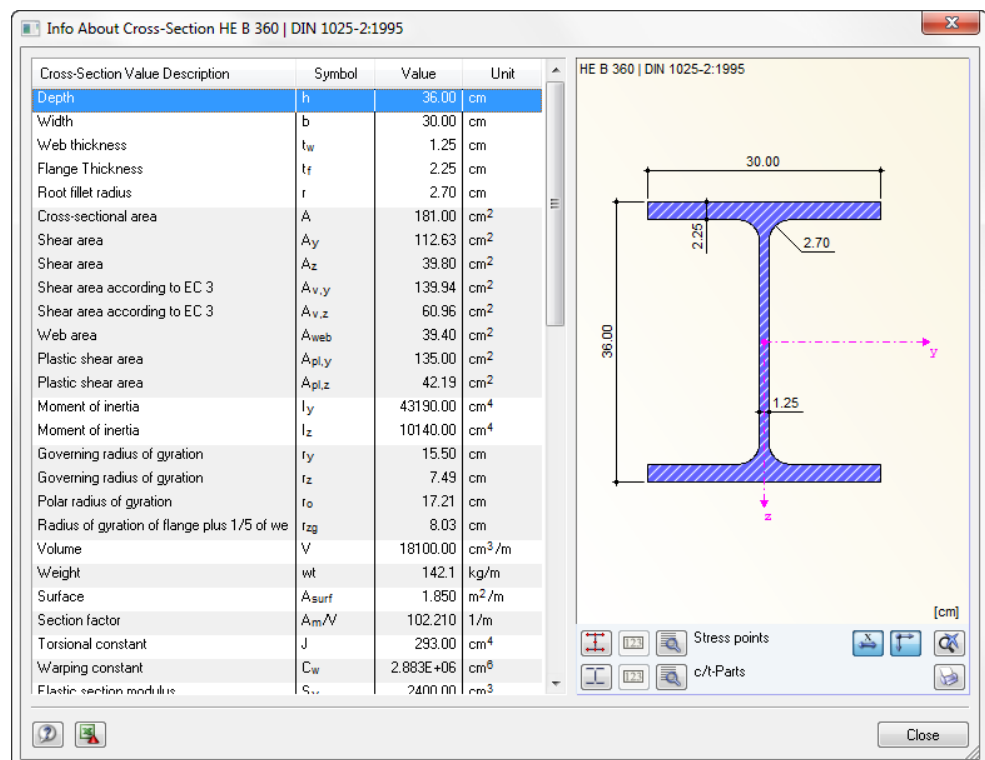 Info About Cross-Section HE B 360 | DIN 1025-2:1995
Cross-Section Value Description Symbol Value Unit
Depth h 36.00 cm
Width b 30.00 cm
Web thickness tw 1.25 cm
Flange Thickness tf 2.25 cm
Root fillet radius r 2.70 cm
Cross-sectional area A 181.00 cm2
Shear area Ay 112.63 cm2
Shear area Az 39.80 cm2
Shear area according to EC 3 Av,y 139.94 cm2
Shear area according to EC 3 Av,z 60.96 cm2
Web area Aweb 39.40 cm2
Plastic shear area Apl,y 135.00 cm2
Plastic shear area Apl,z 42.19 cm2
Moment of inertia Iy 43190.00 cm4
Moment of inertia Iz 10140.00 cm4
Governing radius of gyration ry 15.50 cm
Governing radius of gyration rz 7.49 cm
Polar radius of gyration ro 17.21 cm
Radius of gyration of flange plus 1/5 of we rzg 8.03 cm
Volume V 18100.00 cm3/m
Weight wt 142.1 kg/m
Surface Asurf 1.850 m2/m
Section factor Am/V 102.210 1/m
Torsional constant J 293.00 cm4
Warping constant Cw 2.883E+06 cm6
Elastic section modulus Sy 2400.00 cm3
HE B 360 | DIN 1025-2:1995
30.00
2.25
2.70
36.00
y
1.25
z
[cm]
123 Stress points x
123 c/t-Parts
Close